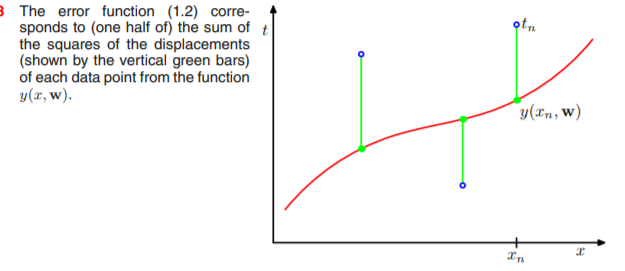 3 The error function (1.2) corre-
sponds to (one half of) the sum of
the squares of the displacements
(shown by the vertical green bars)
of each data point from the function
y(x, w).
t
tn
y(xn, w)
xn
x